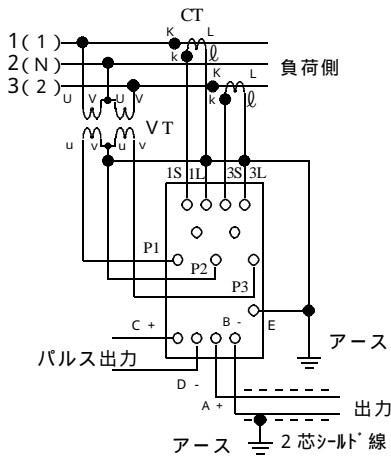 CT
1(1) K L
2(N) k ℓ K L 負荷側
3(2) k ℓ
U V U V
VT
u v u v
1S 1L 3S 3L
P1
P2
P3
C + B - E
パルス出力 アース
D -
A + 出力
アース 2芯シールド線